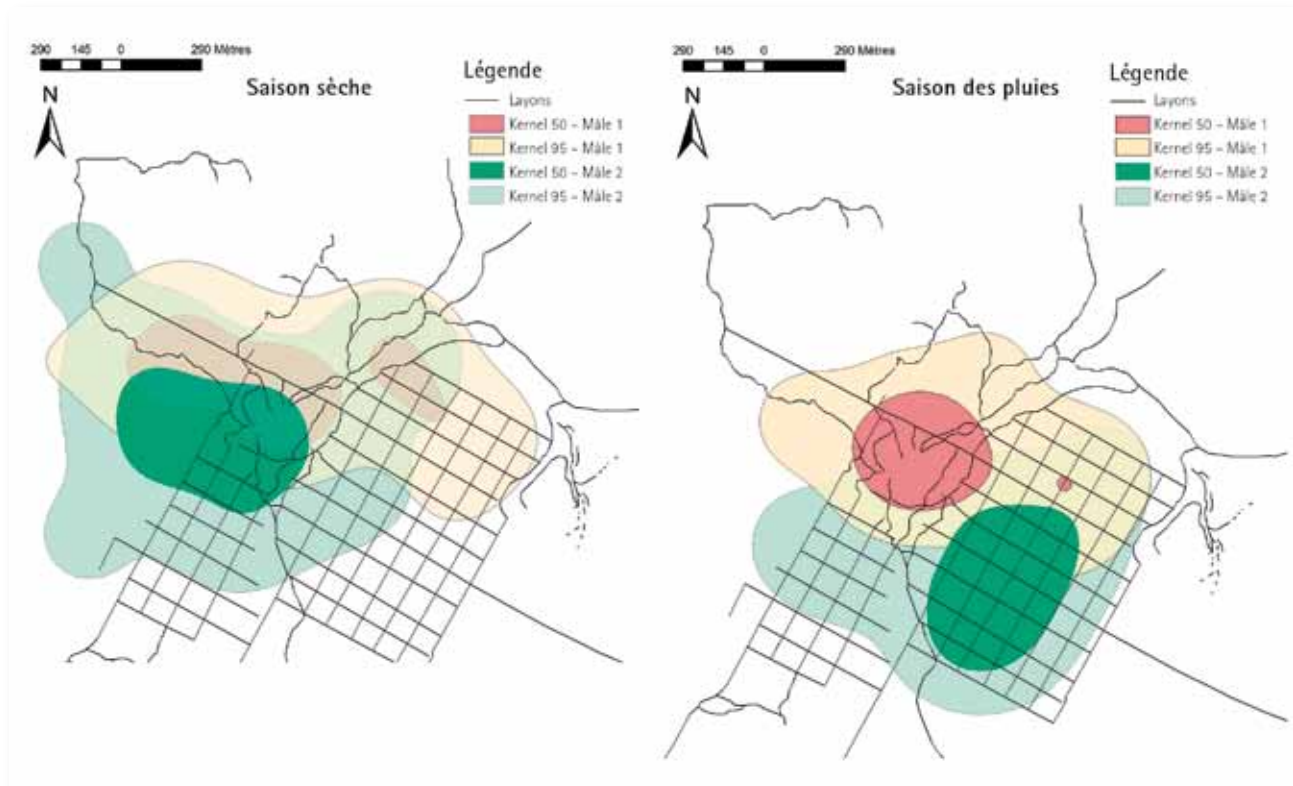 290 145 0 290 Mètres
Saison sèche
Légende
N
Layons
Kernel 50 – Mâle 1
Kernel 95 – Mâle 1
Kernel 50 – Mâle 2
Kernel 95 – Mâle 2
290 145 0 290 Mètres
Saison des pluies
Légende
N
Layons
Kernel 50 – Mâle 1
Kernel 95 – Mâle 1
Kernel 50 – Mâle 2
Kernel 95 – Mâle 2